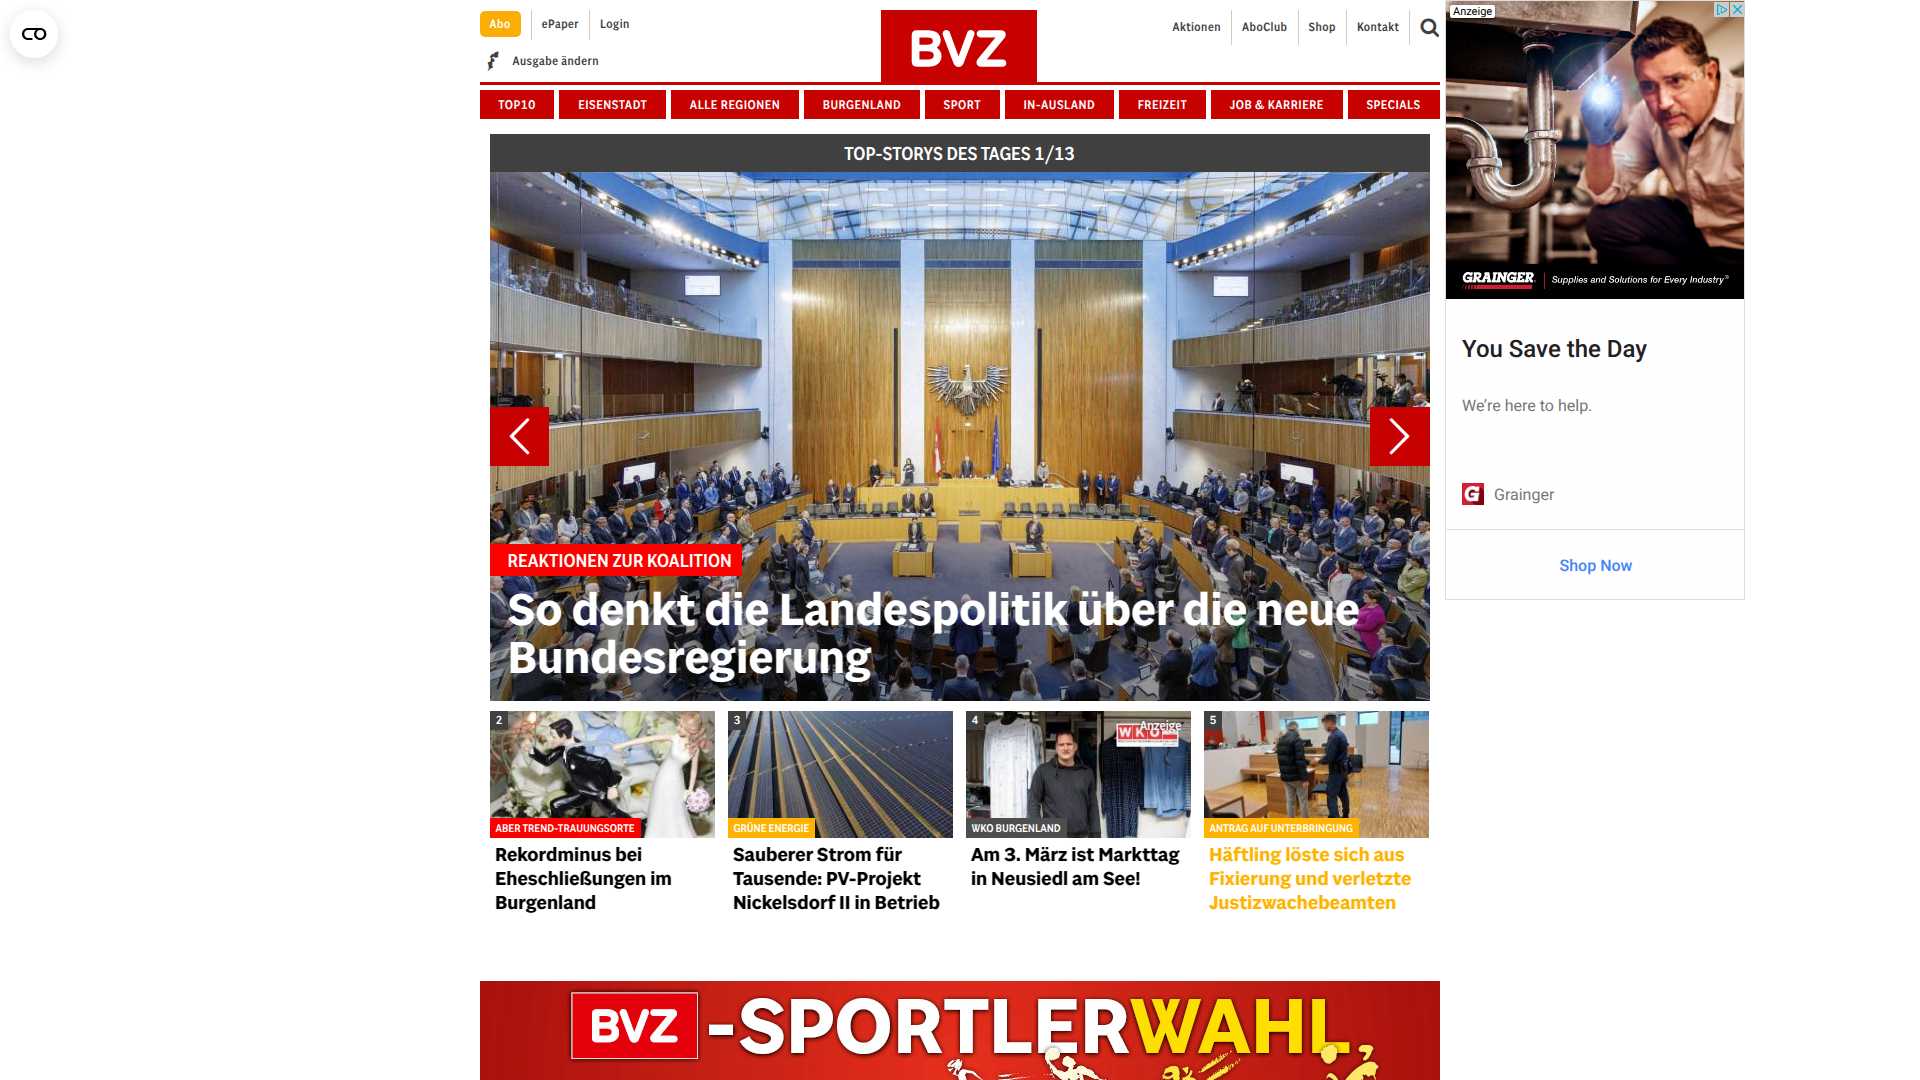 Abo
ePaper
Login
Ausgabe ändern
BVZ
Aktionen
AboClub
Shop
Kontakt
TOP10
EISENSTADT
ALLE REGIONEN
BURGENLAND
SPORT
IN-AUSLAND
FREIZEIT
JOB & KARRIERE
SPECIALS
TOP-STORYS DES TAGES 1/13
REAKTIONEN ZUR KOALITION
So denkt die Landespolitik über die neue
Bundesregierung
2
ABER TREND-TRAUUNGSORTE
Rekordminus bei
Eheschließungen im
Burgenland
3
GRÜNE ENERGIE
Sauberer Strom für
Tausende: PV-Projekt
Nickelsdorf II in Betrieb
4
Anzeige
WKO
WKO BURGENLAND
Am 3. März ist Markttag
in Neusiedl am See!
5
ANTRAG AUF UNTERBRINGUNG
Häftling löste sich aus
Fixierung und verletzte
Justizwachebeamten
BVZ-SPORTLERWAHL
Anzeige
GRAINGER
Supplies and Solutions for Every Industry®
You Save the Day
We're here to help.
G Grainger
Shop Now